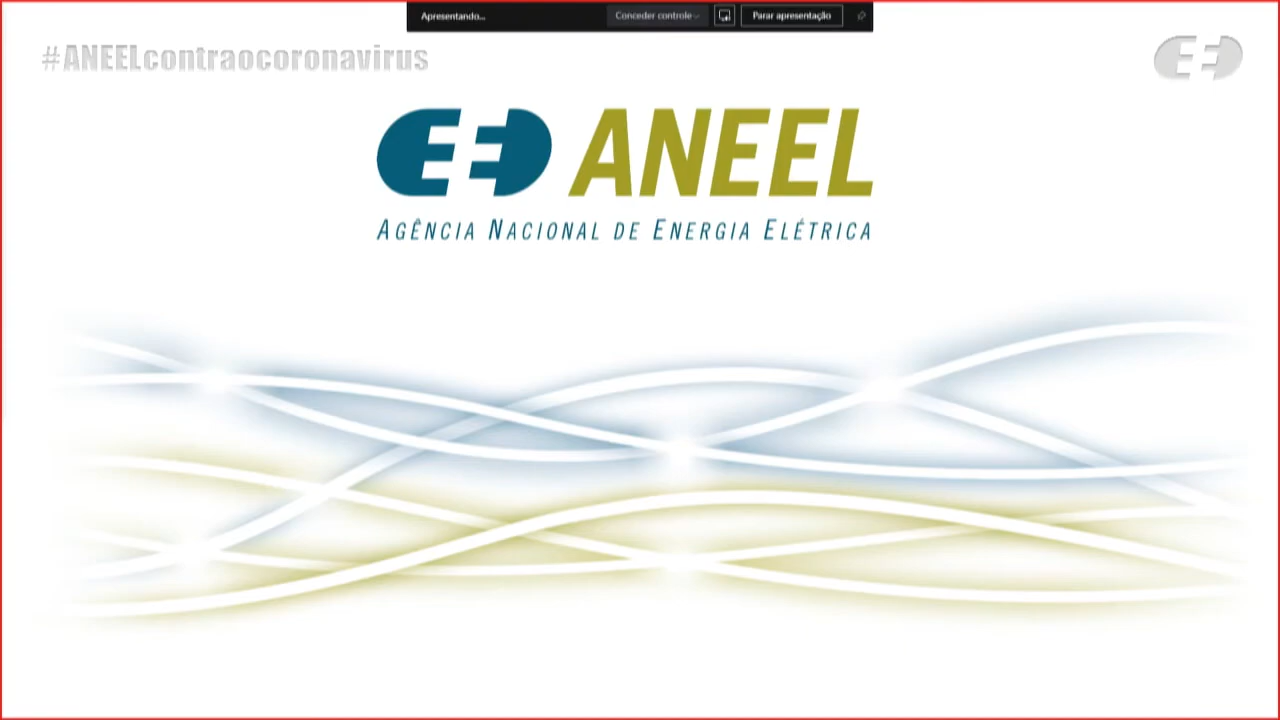 Apresentando... Conceder controle Parar apresentação
#ANEELcontraocoronavirus
ANEEL
AGÊNCIA NACIONAL DE ENERGIA ELÉTRICA